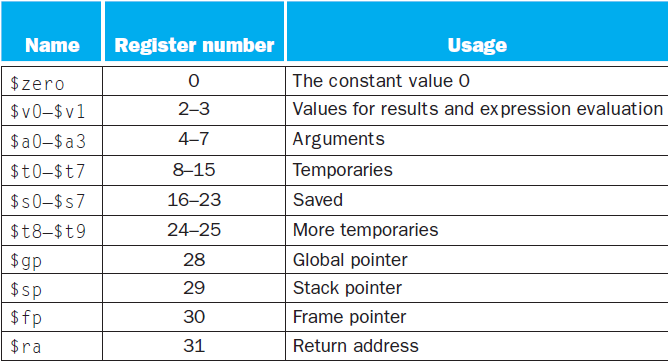 Name Register number Usage
$zero 0 The constant value 0
$v0–$v1 2–3 Values for results and expression evaluation
$a0–$a3 4–7 Arguments
$t0–$t7 8–15 Temporaries
$s0–$s7 16–23 Saved
$t8–$t9 24–25 More temporaries
$gp 28 Global pointer
$sp 29 Stack pointer
$fp 30 Frame pointer
$ra 31 Return address